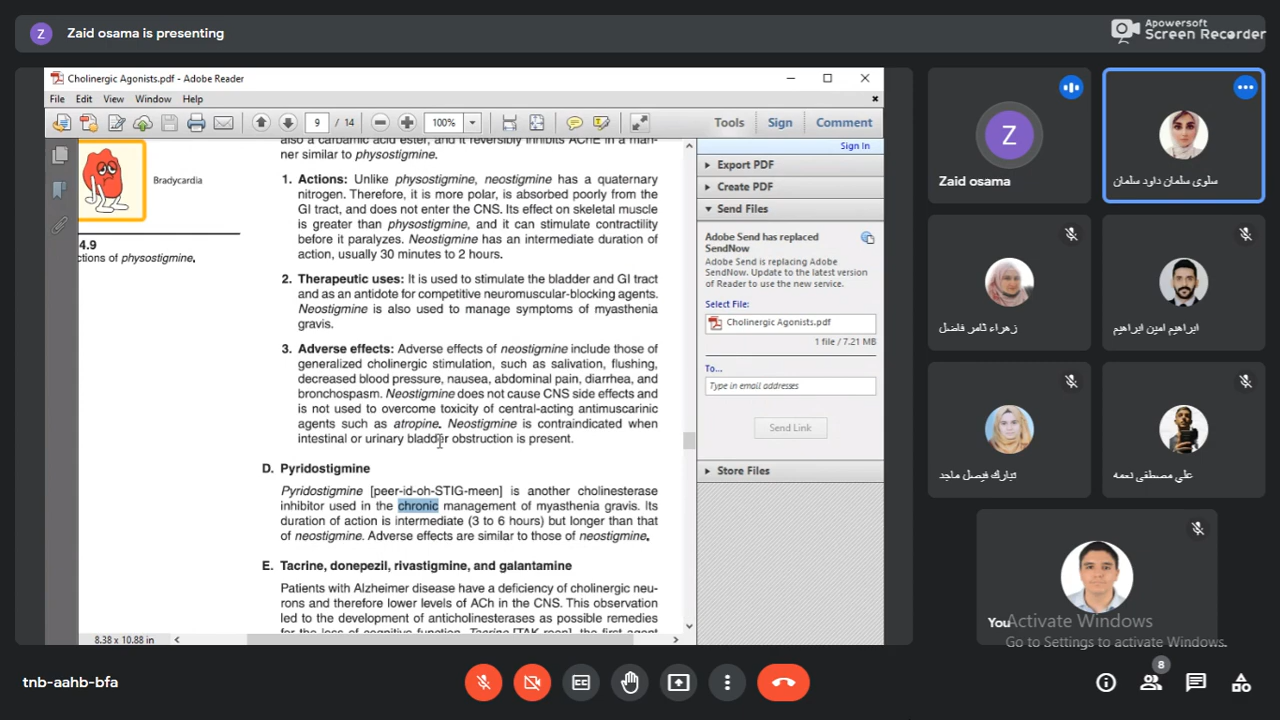 Z
Zaid osama is presenting
Apowersoft
Screen Recorder
Cholinergic Agonists.pdf - Adobe Reader
File Edit View Window Help
9 / 14
100%
Tools Sign Comment
Bradycardia
4.9
ctions of physostigmine.
also a carbamic acid ester, and it reversibly inhibits AChE in a man-
ner similar to physostigmine.
1. Actions: Unlike physostigmine, neostigmine has a quaternary
nitrogen. Therefore, it is more polar, is absorbed poorly from the
GI tract, and does not enter the CNS. Its effect on skeletal muscle
is greater than physostigmine, and it can stimulate contractility
before it paralyzes. Neostigmine has an intermediate duration of
action, usually 30 minutes to 2 hours.
2. Therapeutic uses: It is used to stimulate the bladder and GI tract
and as an antidote for competitive neuromuscular-blocking agents.
Neostigmine is also used to manage symptoms of myasthenia
gravis.
3. Adverse effects: Adverse effects of neostigmine include those of
generalized cholinergic stimulation, such as salivation, flushing,
decreased blood pressure, nausea, abdominal pain, diarrhea, and
bronchospasm. Neostigmine does not cause CNS side effects and
is not used to overcome toxicity of central-acting antimuscarinic
agents such as atropine. Neostigmine is contraindicated when
intestinal or urinary bladder obstruction is present.
D. Pyridostigmine
Pyridostigmine [peer-id-oh-STIG-meen] is another cholinesterase
inhibitor used in the chronic management of myasthenia gravis. Its
duration of action is intermediate (3 to 6 hours) but longer than that
of neostigmine. Adverse effects are similar to those of neostigmine.
E. Tacrine, donepezil, rivastigmine, and galantamine
Patients with Alzheimer disease have a deficiency of cholinergic neu-
rons and therefore lower levels of ACh in the CNS. This observation
led to the development of anticholinesterases as possible remedies
for the loss of cognitive function. Tacrine [TAK-reen], the first agent
8.38 x 10.88 in
Sign In
Export PDF
Create PDF
Send Files
Adobe Send has replaced
SendNow.
Adobe Send is replacing Adobe
SendNow. Update to the latest version
of Reader to use the new service.
Select File:
Cholinergic Agonists.pdf
1 file / 7.21 MB
To...
Type in email addresses
Send Link
Store Files
Z
Zaid osama
سلوى سلمان داود سلمان
زهراء ثامر فاضل
ابراهيم امين ابراهيم
تبارك فيصل ماجد
علي مصطفى نعمه
You
Activate Windows
Go to Settings to activate Windows.
tnb-aahb-bfa
8